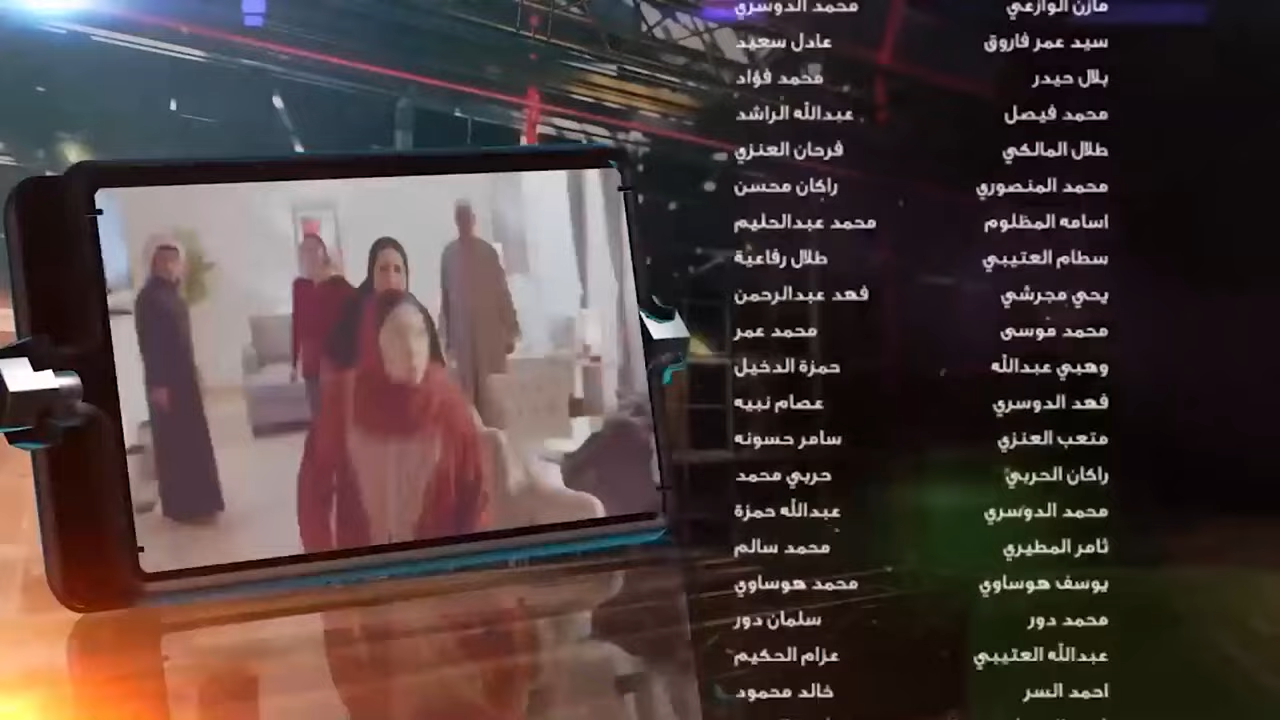 مازن الوازعي محمد الدوسري
سيد عمر فاروق عادل سعيد
بلال حيدر محمد فؤاد
محمد فيصل عبدالله الراشد
طلال المالكي فرحان العنزي
محمد المنصوري راكان محسن
اسامه المظلوم محمد عبدالحليم
سطام العتيبي طلال رفاعية
يحي مجرشي فهد عبدالرحمن
محمد موسى محمد عمر
وهبي عبدالله حمزة الدخيل
فهد الدوسري عصام نبيه
متعب العنزي سامر حسونه
راكان الحربي حربي محمد
محمد الدوسري عبدالله حمزة
ثامر المطيري محمد سالم
يوسف هوساوي محمد هوساوي
محمد دور سلمان دور
عبدالله العتيبي عزام الحكيم
احمد السر خالد محمود